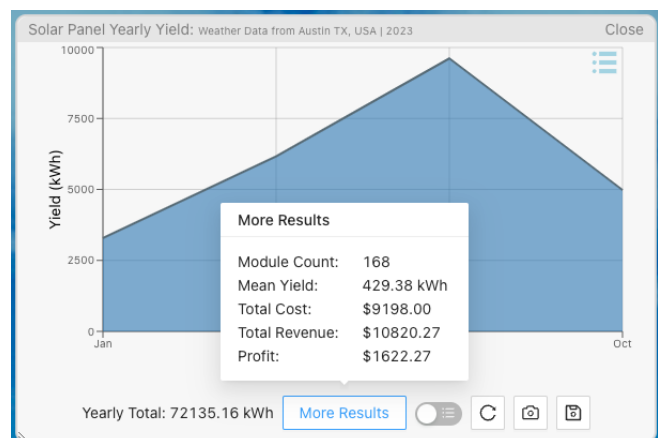 Solar Panel Yearly Yield: Weather Data from Austin TX, USA | 2023 Close
10000
7500
Yield (kWh)
5000
2500
0
Jan
Oct
More Results
Module Count: 168
Mean Yield: 429.38 kWh
Total Cost: $9198.00
Total Revenue: $10820.27
Profit: $1622.27
Yearly Total: 72135.16 kWh More Results